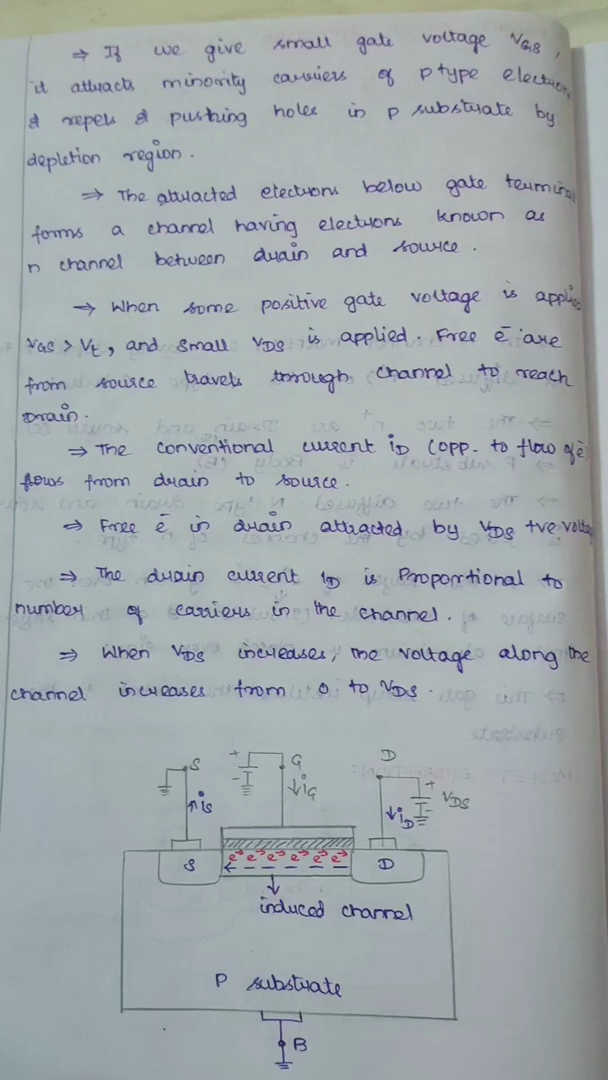 ⇒ If we give small gate voltage VGS,
it attracts minority carriers of p type electrons
& repels & pushing holes in p substrate by
depletion region.
⇒ The attracted electrons below gate terminal
forms a channel having electrons known as
n channel between drain and source.
→ When some positive gate voltage is applied
VGS > Vt, and small VDS is applied. Free ē are
from source travels through channel to reach
Drain.
⇒ The conventional current iD (opp. to flow of ē
flows from drain to source.
⇒ Free ē in drain attracted by VDS +ve voltage
⇒ The drain current ID is Proportional to
number of carriers in the channel.
⇒ When VDS increases, the voltage along the
channel increases from 0 to VDS.
S G D
+ - + - VDS
↑ iS ↓ iG ↓ iD
S e→ e→ e→ e→ e→ e→ D
induced channel
P substrate
B